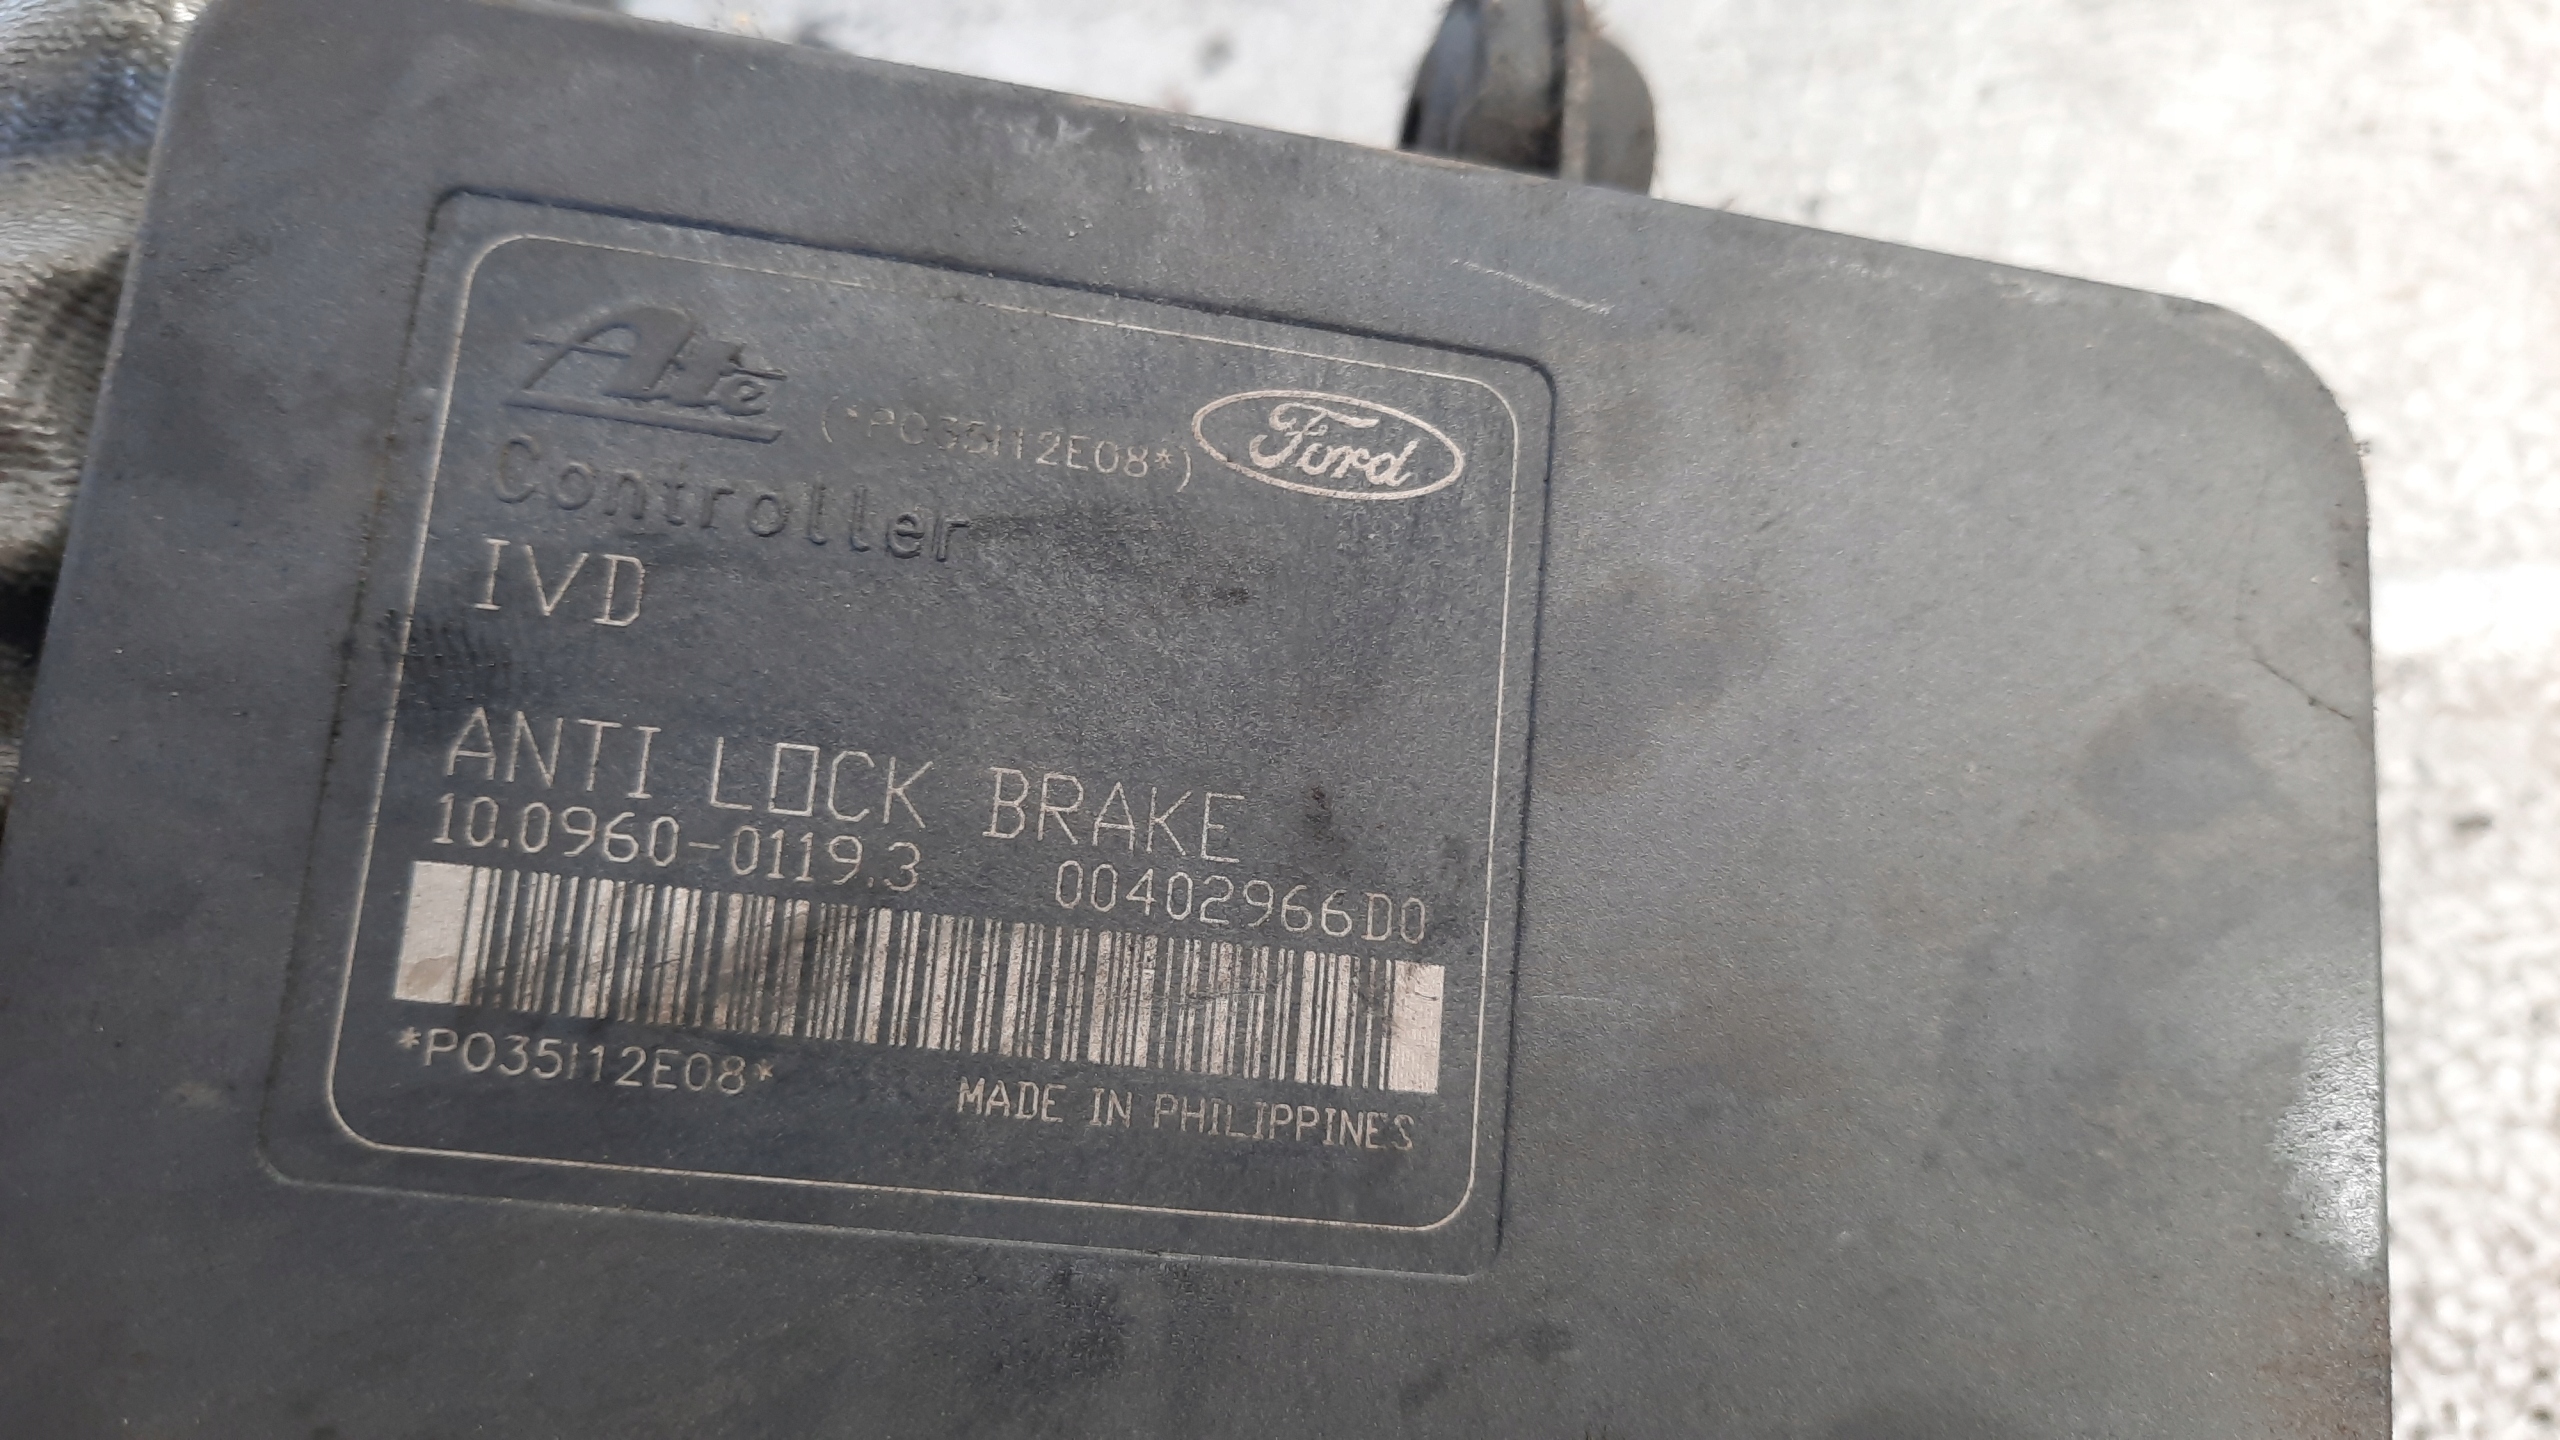 Ate (*P035I12E08*) Ford
Controller
IVD
ANTI LOCK BRAKE
10.0960-0119.3 00402966D0
*P035I12E08*
MADE IN PHILIPPINES